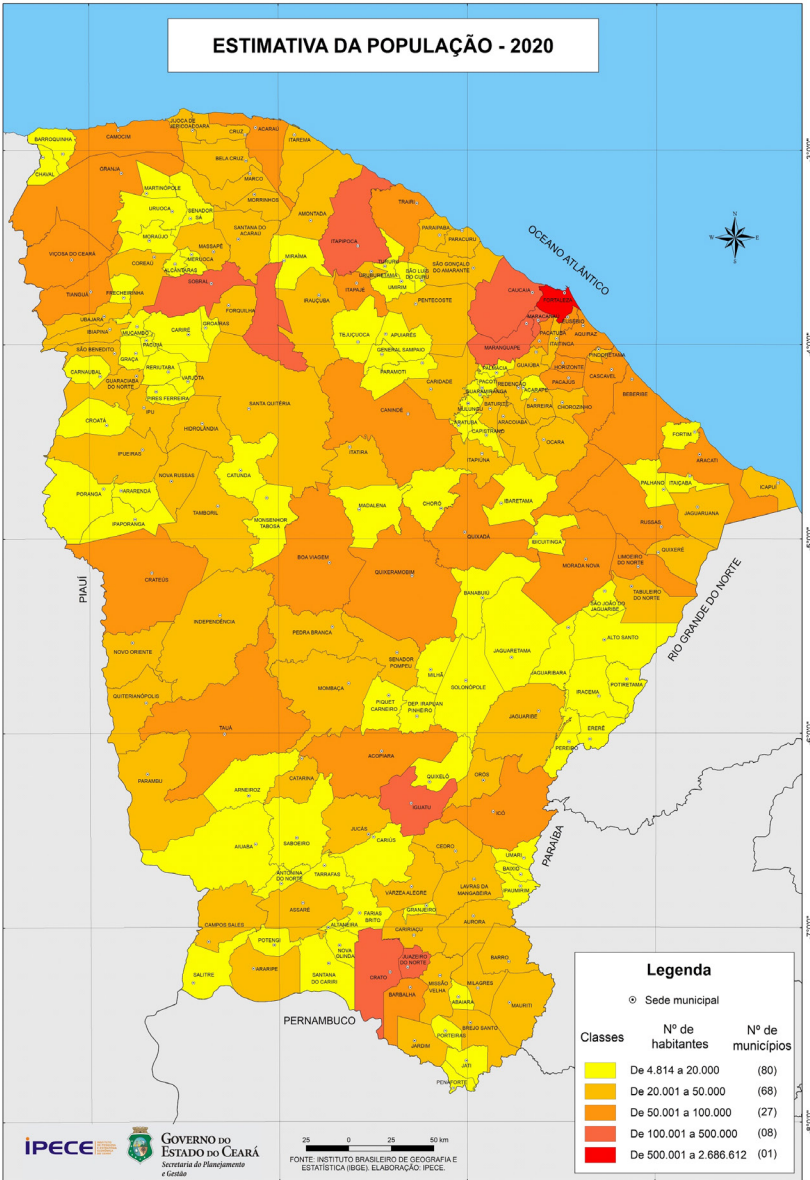 ESTIMATIVA DA POPULAÇÃO - 2020
JIJOCA DE
JERICOACOARA
CRUZ
ACARAÚ
ITAREMA
BARROQUINHA
CAMOCIM
CHAVAL
GRANJA
BELA CRUZ
MARCO
MORRINHOS
MARTINÓPOLE
URUOCA
SENADOR
SÁ
MORAÚJO
SANTANA DO
ACARAÚ
AMONTADA
ITAPIPOCA
TRAIRI
PARAIPABA
PARACURU
OCEANO ATLÂNTICO
N
W
E
S
VIÇOSA DO CEARÁ
COREAÚ
MASSAPÊ
MERUOCA
ALCÂNTARAS
MIRAÍMA
TURURU
URUBURETAMA
UMIRIM
SÃO LUIS
DO CURU
SÃO GONÇALO
DO AMARANTE
TIANGUÁ
FRECHEIRINHA
SOBRAL
FORQUILHA
IRAUÇUBA
ITAPAJÉ
PENTECOSTE
CAUCAIA
FORTALEZA
MARACANAÚ
EUSÉBIO
UBAJARA
IBIAPINA
MUCAMBO
CARIRÉ
GROAÍRAS
TEJUÇUOCA
APUIARÉS
GENERAL SAMPAIO
PARAMOTI
MARANGUAPE
PACATUBA
AQUIRAZ
ITAITINGA
SÃO BENEDITO
PACUJÁ
GRAÇA
RERIUTABA
VARJOTA
CARNAUBAL
GUARACIABA
DO NORTE
PIRES FERREIRA
IPU
CARIDADE
PALMÁCIA
GUAIÚBA
PACOTI
REDENÇÃO
GUARAMIRANGA
ACARAPE
MULUNGU
BATURITÉ
BARREIRA
ARATUBA
ARACOIABA
CAPISTRANO
PINDORETAMA
HORIZONTE
CASCAVEL
PACAJUS
CHOROZINHO
BEBERIBE
CROATÁ
SANTA QUITÉRIA
HIDROLÂNDIA
CANINDÉ
OCARA
FORTIM
IPUEIRAS
ITATIRA
ITAPIÚNA
ARACATI
CATUNDA
NOVA RUSSAS
PORANGA
ARARENDÁ
IPAPORANGA
TAMBORIL
MONSENHOR
TABOSA
MADALENA
CHORÓ
IBARETAMA
PALHANO
ITAIÇABA
ICAPUÍ
JAGUARUANA
RUSSAS
BOA VIAGEM
QUIXADÁ
IBICUITINGA
QUIXERÉ
LIMOEIRO
DO NORTE
MORADA NOVA
CRATEÚS
QUIXERAMOBIM
BANABUIÚ
SÃO JOÃO DO
JAGUARIBE
TABULEIRO
DO NORTE
PIAUÍ
RIO GRANDE DO NORTE
INDEPENDÊNCIA
PEDRA BRANCA
ALTO SANTO
NOVO ORIENTE
SENADOR
POMPEU
MILHÃ
JAGUARETAMA
JAGUARIBARA
QUITERIANÓPOLIS
MOMBAÇA
SOLONÓPOLE
IRACEMA
POTIRETAMA
PIQUET
CARNEIRO
DEP. IRAPUAN
PINHEIRO
JAGUARIBE
ERERÊ
PEREIRO
TAUÁ
ACOPIARA
PARAMBU
CATARINA
ARNEIROZ
QUIXELÔ
ORÓS
IGUATU
ICÓ
JUCÁS
CARIÚS
AIUABA
SABOEIRO
PARAÍBA
CEDRO
UMARI
BAIXIO
IPAUMIRIM
ANTONINA
DO NORTE
TARRAFAS
ASSARÉ
VARZEA ALEGRE
LAVRAS DA
MANGABEIRA
FARIAS
BRITO
GRANJEIRO
AURORA
CAMPOS SALES
ALTANEIRA
CARIRIAÇU
POTENGI
NOVA
OLINDA
SALITRE
ARARIPE
SANTANA
DO CARIRI
CRATO
JUAZEIRO
DO NORTE
BARRO
BARBALHA
MISSÃO
VELHA
MILAGRES
ABAIARA
MAURITI
PERNAMBUCO
PORTEIRAS
BREJO SANTO
JARDIM
JATI
PENAFORTE
Legenda
Sede municipal
Classes Nº de habitantes Nº de municípios
De 4.814 a 20.000 (80)
De 20.001 a 50.000 (68)
De 50.001 a 100.000 (27)
De 100.001 a 500.000 (08)
De 500.001 a 2.686.612 (01)
IPECE
GOVERNO DO
ESTADO DO CEARÁ
Secretaria do Planejamento
e Gestão
25 0 25 50 km
FONTE: INSTITUTO BRASILEIRO DE GEOGRAFIA E
ESTATÍSTICA (IBGE). ELABORAÇÃO: IPECE.